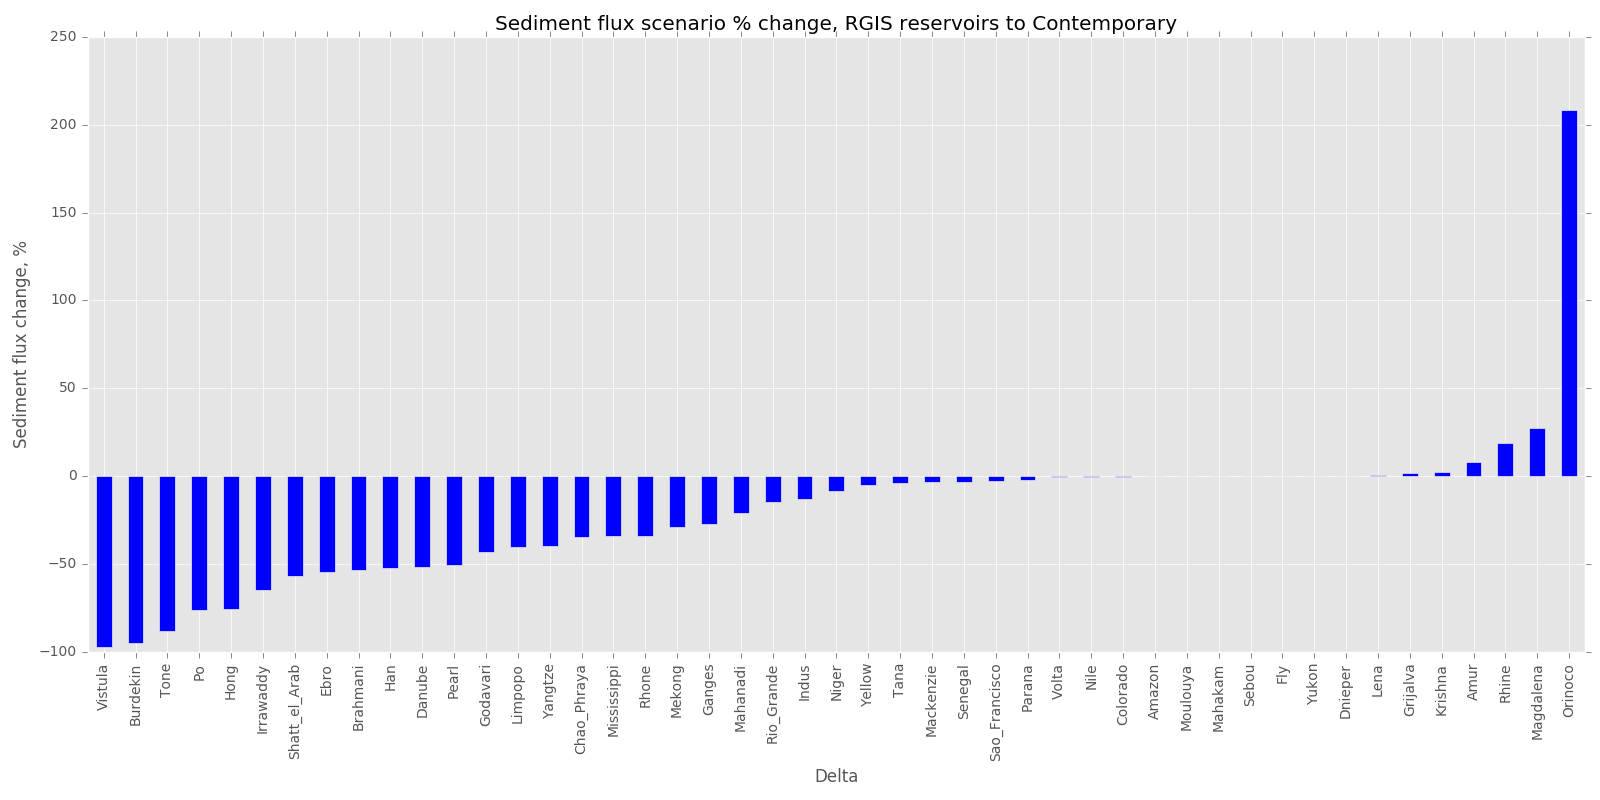 Sediment flux scenario % change, RGIS reservoirs to Contemporary
250
200
150
100
50
0
−50
−100
Sediment flux change, %
Vistula
Burdekin
Tone
Po
Hong
Irrawaddy
Shatt_el_Arab
Ebro
Brahmani
Han
Danube
Pearl
Godavari
Limpopo
Yangtze
Chao_Phraya
Mississippi
Rhone
Mekong
Ganges
Mahanadi
Rio_Grande
Indus
Niger
Yellow
Tana
Mackenzie
Senegal
Sao_Francisco
Parana
Volta
Nile
Colorado
Amazon
Moulouya
Mahakam
Sebou
Fly
Yukon
Dnieper
Lena
Grijalva
Krishna
Amur
Rhine
Magdalena
Orinoco
Delta